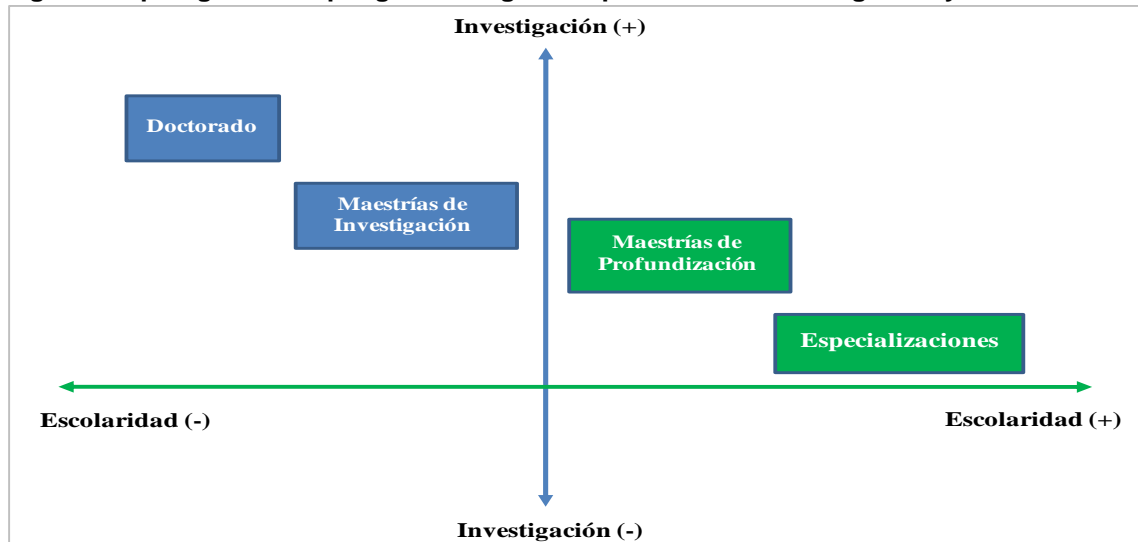 Investigación (+)
Doctorado
Maestrías de
Investigación
Maestrías de
Profundización
Especializaciones
Escolaridad (-)
Escolaridad (+)
Investigación (-)